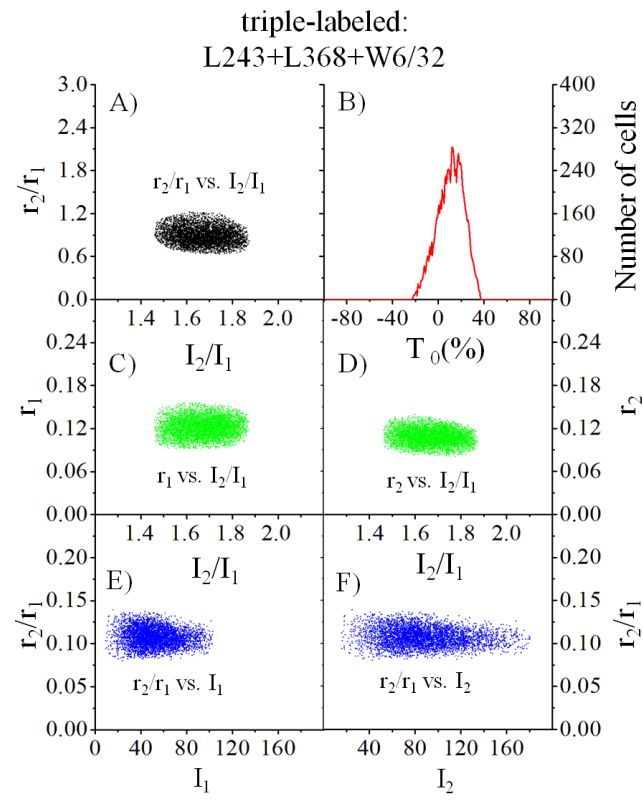 triple-labeled:
L243+L368+W6/32
A)
B)
3.0
2.4
1.8
1.2
0.6
0.0
r₂/r₁
r₂/r₁ vs. I₂/I₁
400
320
240
160
80
0
Number of cells
1.4 1.6 1.8 2.0
I₂/I₁
-80 -40 0 40 80
T₀(%)
C)
D)
0.24
0.18
0.12
0.06
0.00
r₁
r₁ vs. I₂/I₁
r₂ vs. I₂/I₁
0.24
0.18
0.12
0.06
0.00
r₂
1.4 1.6 1.8 2.0
I₂/I₁
1.4 1.6 1.8 2.0
I₂/I₁
E)
F)
0.20
0.15
0.10
0.05
0.00
r₂/r₁
r₂/r₁ vs. I₁
r₂/r₁ vs. I₂
0.20
0.15
0.10
0.05
0.00
r₂/r₁
0 40 80 120 160
I₁
40 80 120 160
I₂